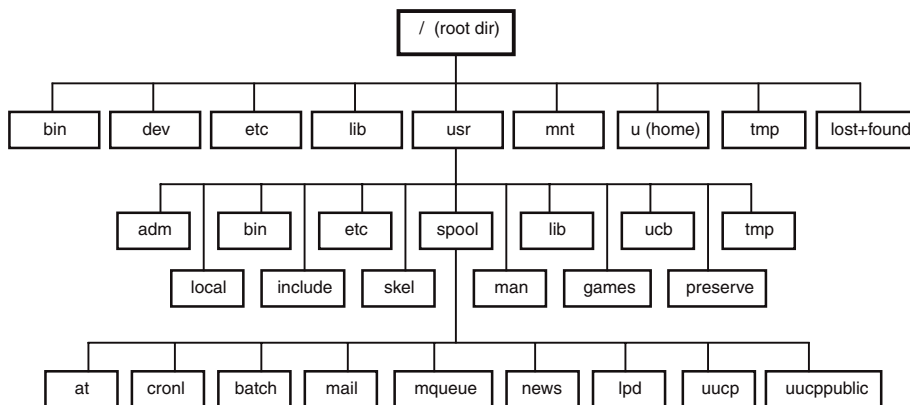 / (root dir)
bin dev etc lib usr mnt u (home) tmp lost+found
adm bin etc spool lib ucb tmp
local include skel man games preserve
at cronl batch mail mqueue news lpd uucp uucppublic